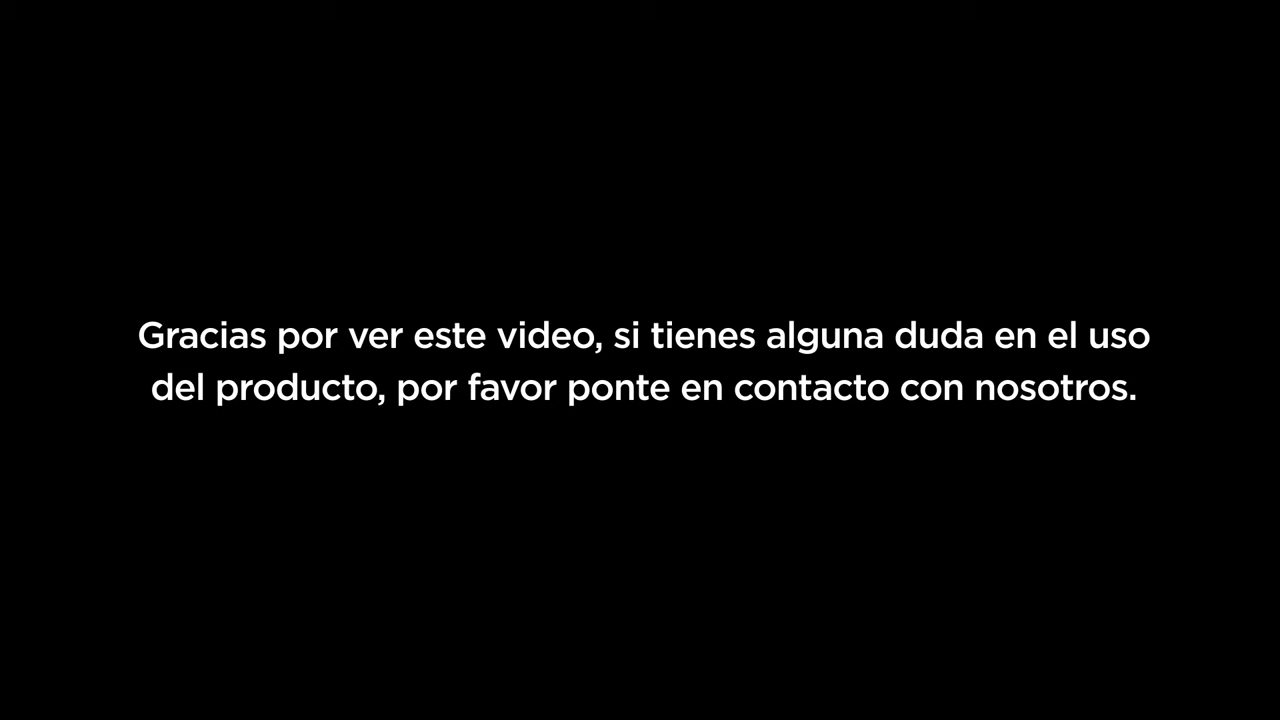 Gracias por ver este video, si tienes alguna duda en el uso
del producto, por favor ponte en contacto con nosotros.